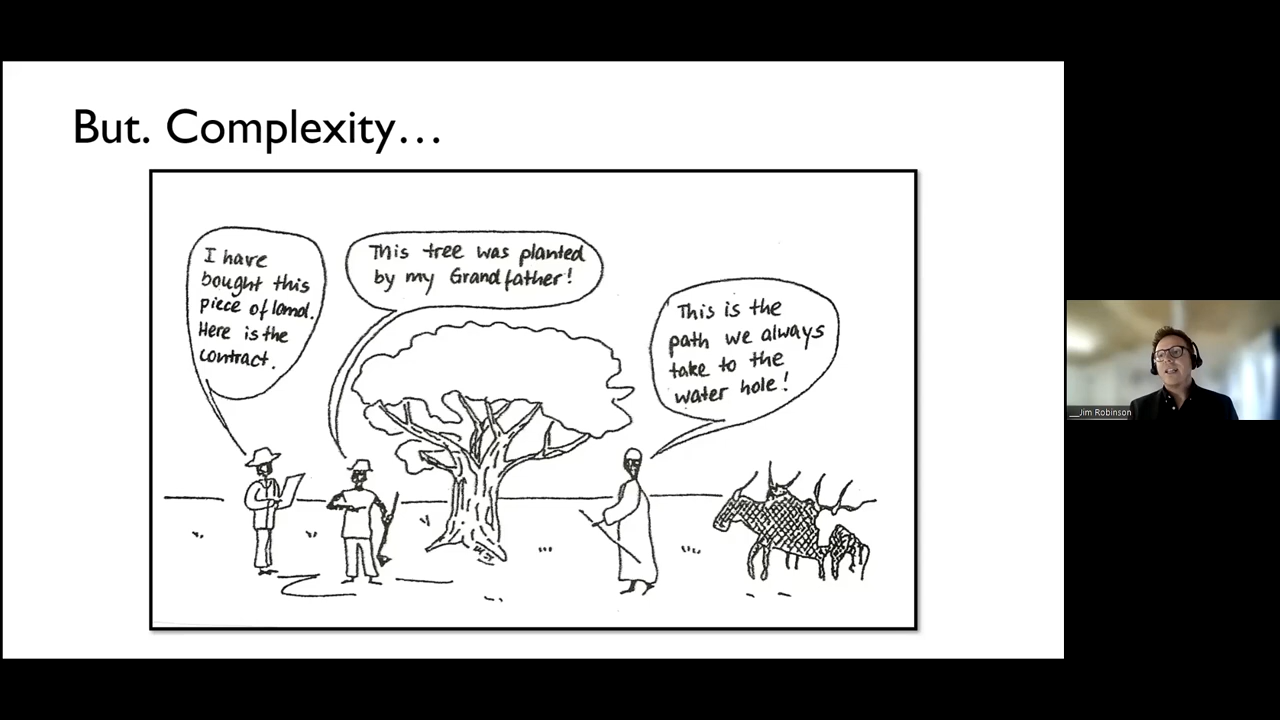 But. Complexity...
I have
bought this
piece of land.
Here is the
contract.
This tree was planted
by my Grandfather!
This is the
path we always
take to the
water hole!
__Jim Robinson